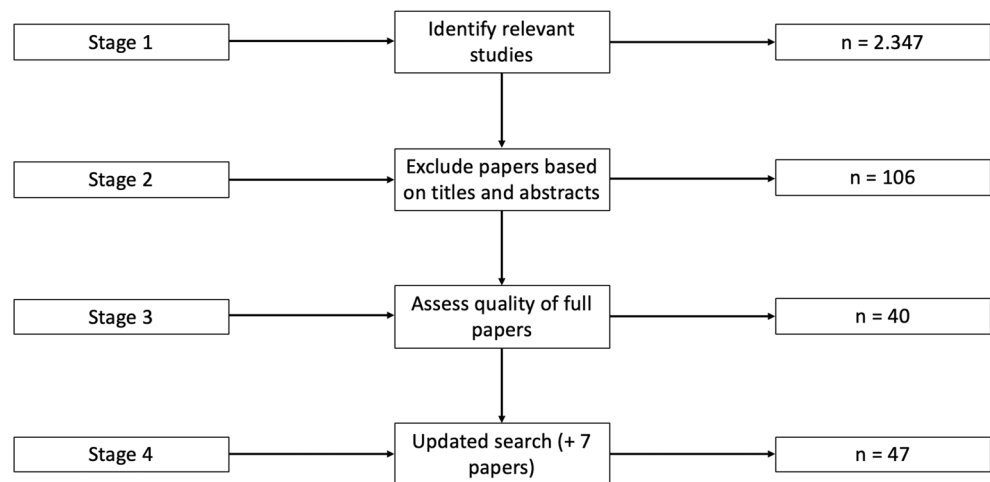 Stage 1
Identify relevant
studies
n = 2.347
Stage 2
Exclude papers based
on titles and abstracts
n = 106
Stage 3
Assess quality of full
papers
n = 40
Stage 4
Updated search (+ 7
papers)
n = 47